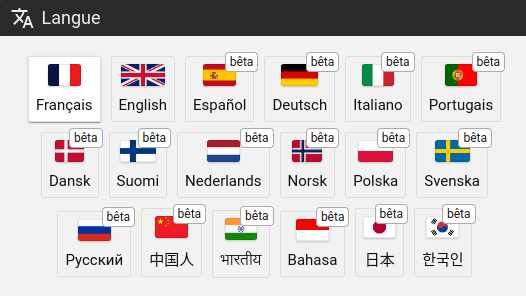 Langue
bêta bêta bêta bêta
Français English Español Deutsch Italiano Portugais
bêta bêta bêta bêta bêta bêta
Dansk Suomi Nederlands Norsk Polska Svenska
bêta bêta bêta bêta bêta bêta
Русский 中国人 भारतीय Bahasa 日本 한국인